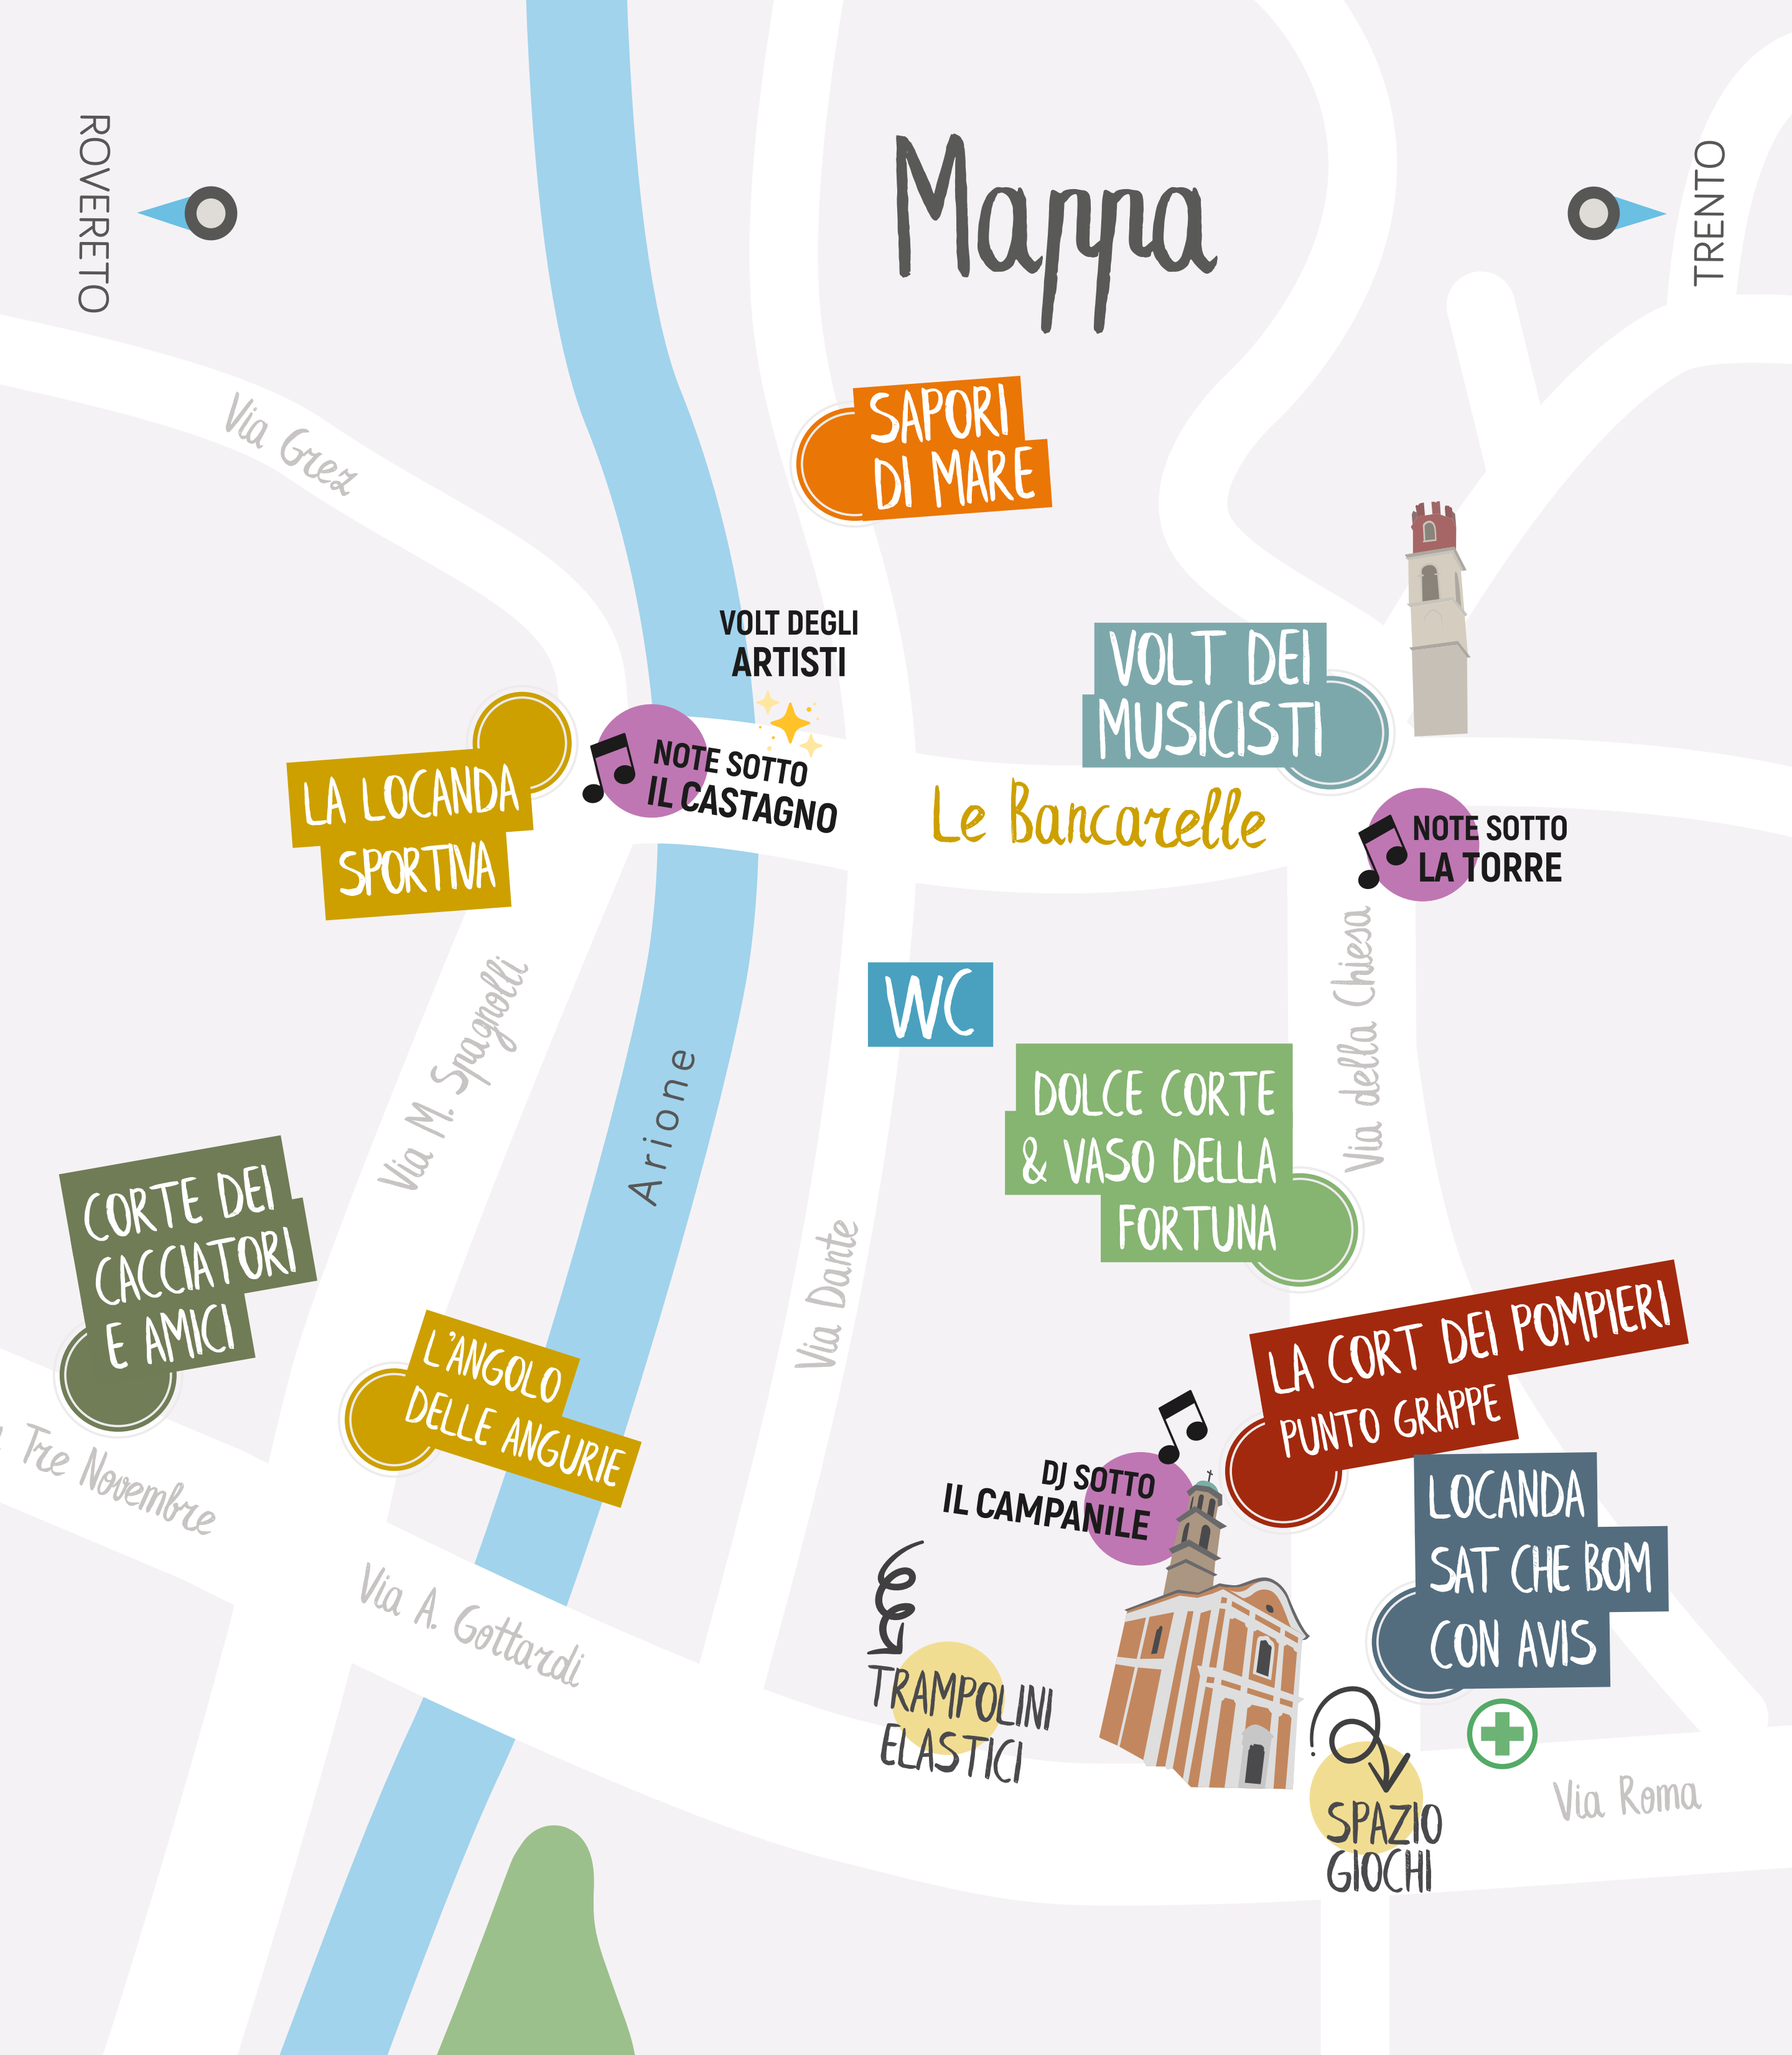 Mappa
ROVERETO
TRENTO
Via Grez
SAPORI
DI MARE
VOLT DEGLI
ARTISTI
VOLT DEI
MUSICISTI
LA LOCANDA
SPORTIVA
NOTE SOTTO
IL CASTAGNO
Le Bancarelle
NOTE SOTTO
LA TORRE
Via M. Spagnolli
WC
Via della Chiesa
Arione
DOLCE CORTE
& VASO DELLA
FORTUNA
CORTE DEI
CACCIATORI
E AMICI
Via Dante
L'ANGOLO
DELLE ANGURIE
LA CORT DEI POMPIERI
PUNTO GRAPPE
Tre Novembre
DJ SOTTO
IL CAMPANILE
LOCANDA
SAT CHE BOM
CON AVIS
Via A. Gottardi
TRAMPOLINI
ELASTICI
Via Roma
SPAZIO
GIOCHI